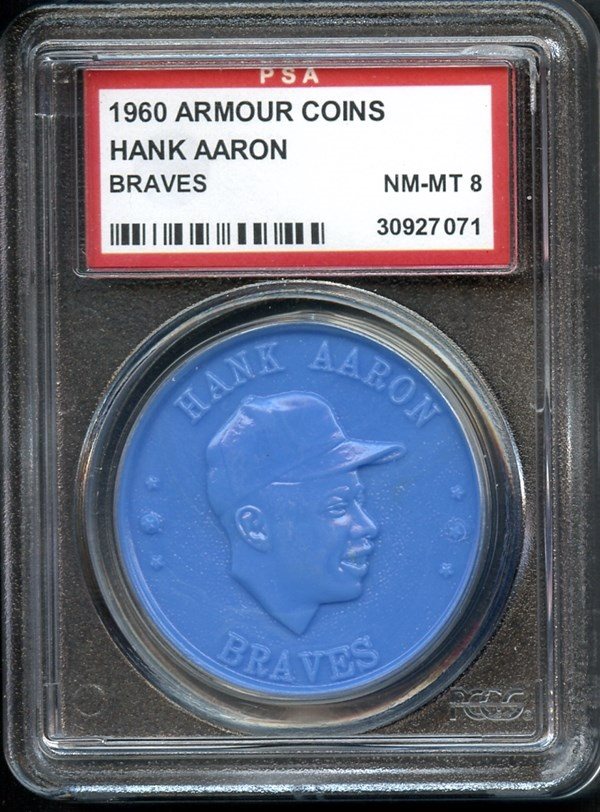 PSA
1960 ARMOUR COINS
HANK AARON
BRAVES NM-MT 8
30927071
HANK AARON
BRAVES
PCGS